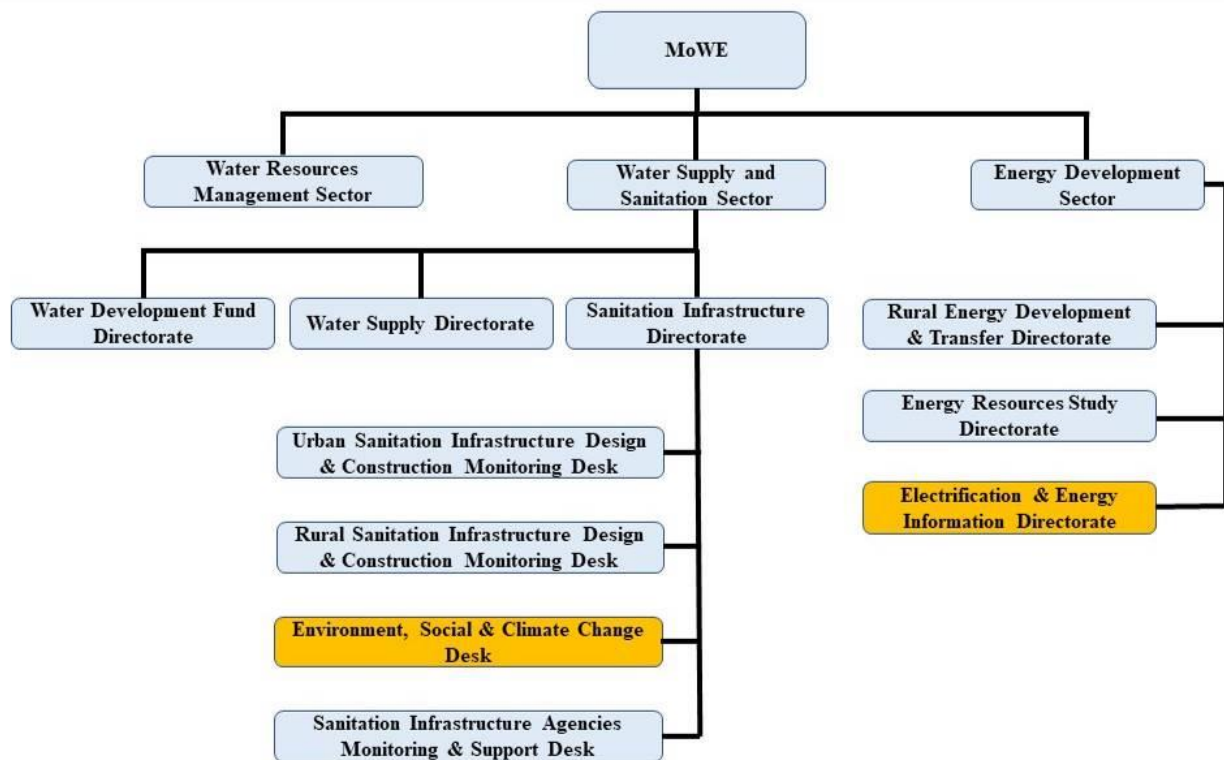 MoWE
Water Resources
Management Sector
Water Supply and
Sanitation Sector
Energy Development
Sector
Water Development Fund
Directorate
Water Supply Directorate
Sanitation Infrastructure
Directorate
Rural Energy Development
& Transfer Directorate
Energy Resources Study
Directorate
Electrification & Energy
Information Directorate
Urban Sanitation Infrastructure Design
& Construction Monitoring Desk
Rural Sanitation Infrastructure Design
& Construction Monitoring Desk
Environment, Social & Climate Change
Desk
Sanitation Infrastructure Agencies
Monitoring & Support Desk